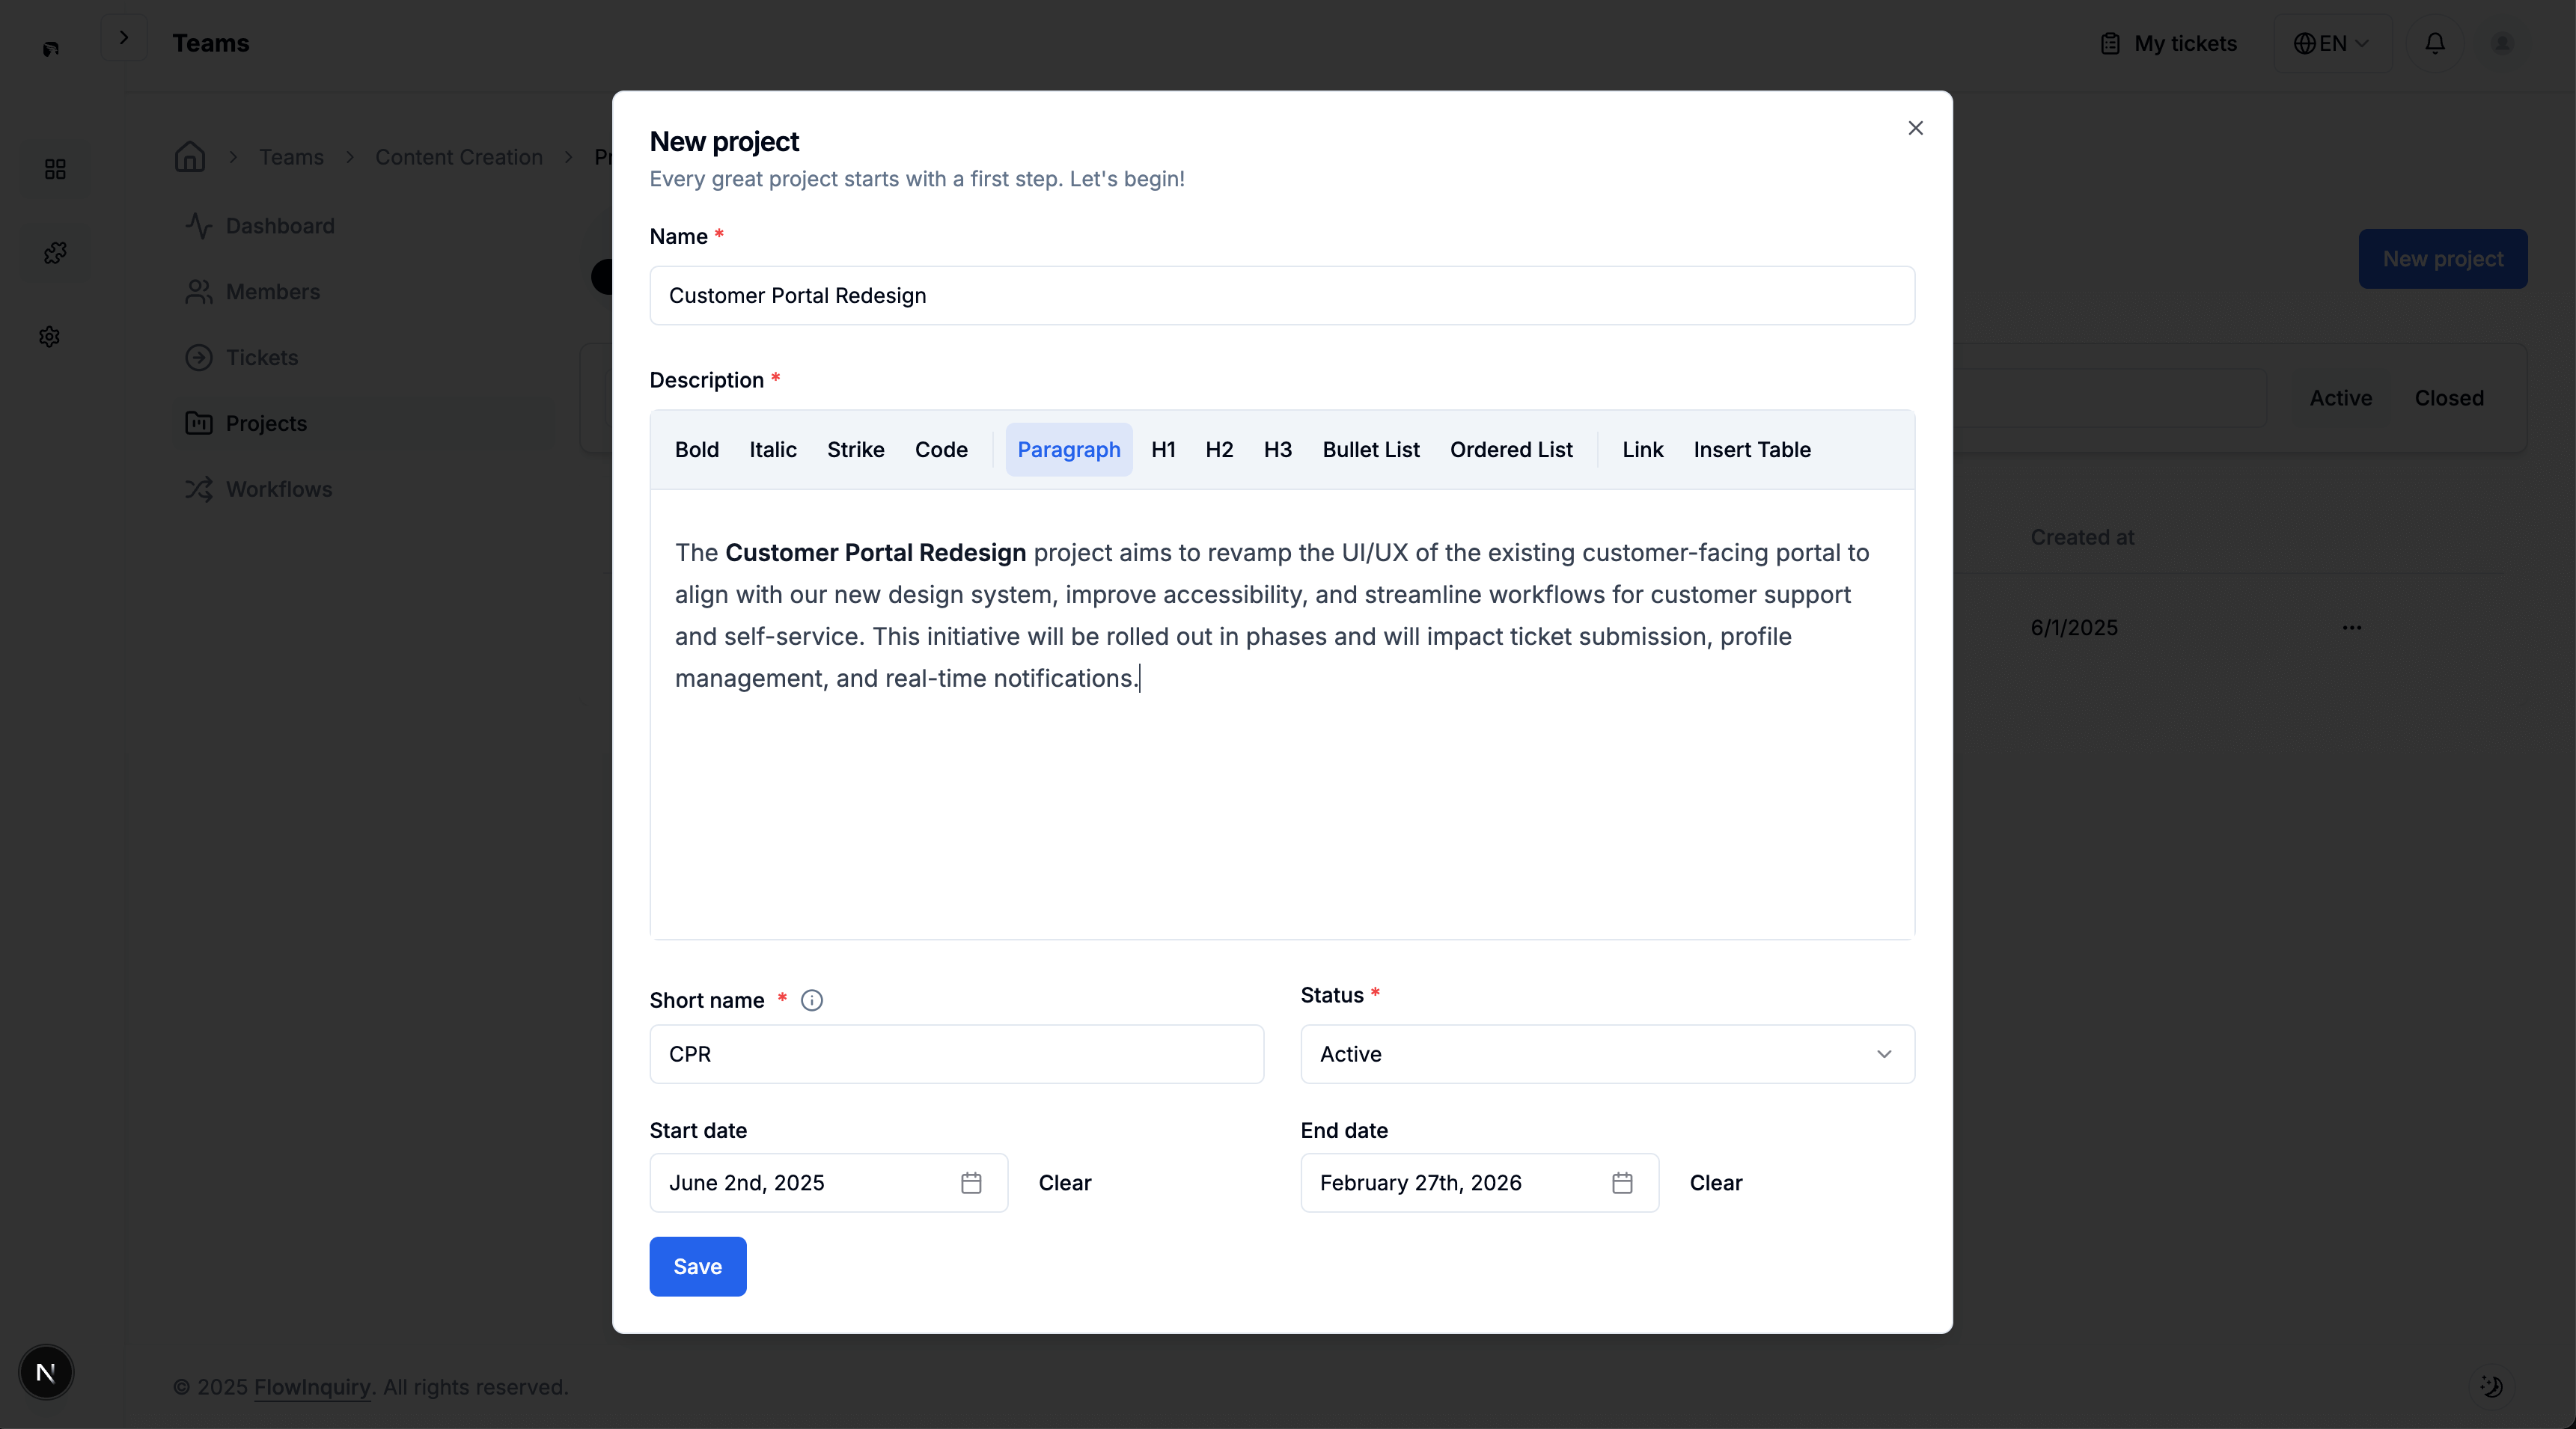 Teams
My tickets
EN
Teams
Content Creation
Dashboard
Members
Tickets
Projects
Workflows
New project
Active
Closed
Created at
6/1/2025
New project
Every great project starts with a first step. Let's begin!
Name *
Customer Portal Redesign
Description *
Bold Italic Strike Code Paragraph H1 H2 H3 Bullet List Ordered List Link Insert Table
The Customer Portal Redesign project aims to revamp the UI/UX of the existing customer-facing portal to
align with our new design system, improve accessibility, and streamline workflows for customer support
and self-service. This initiative will be rolled out in phases and will impact ticket submission, profile
management, and real-time notifications.
Short name *
CPR
Status *
Active
Start date
June 2nd, 2025
Clear
End date
February 27th, 2026
Clear
Save
N
© 2025 FlowInquiry. All rights reserved.